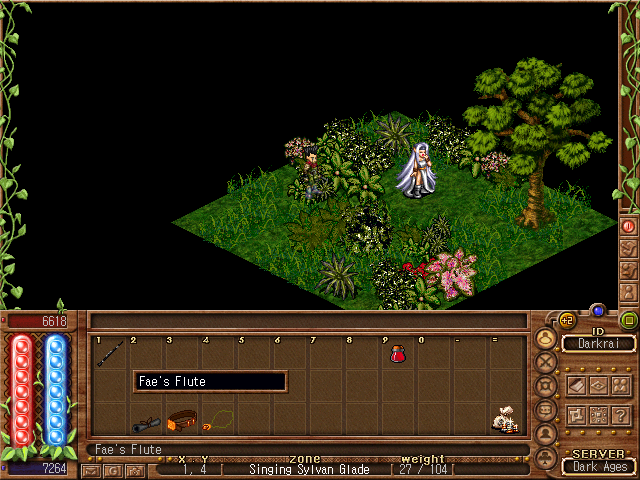 6618
+2
ID
Darkrai
1 2 3 4 5 6 7 8 9 0 - =
Fae's Flute
Fae's Flute
7264
G
X Y
zone
weight
1, 4
Singing Sylvan Glade
27 / 104
?
SERVER
Dark Ages